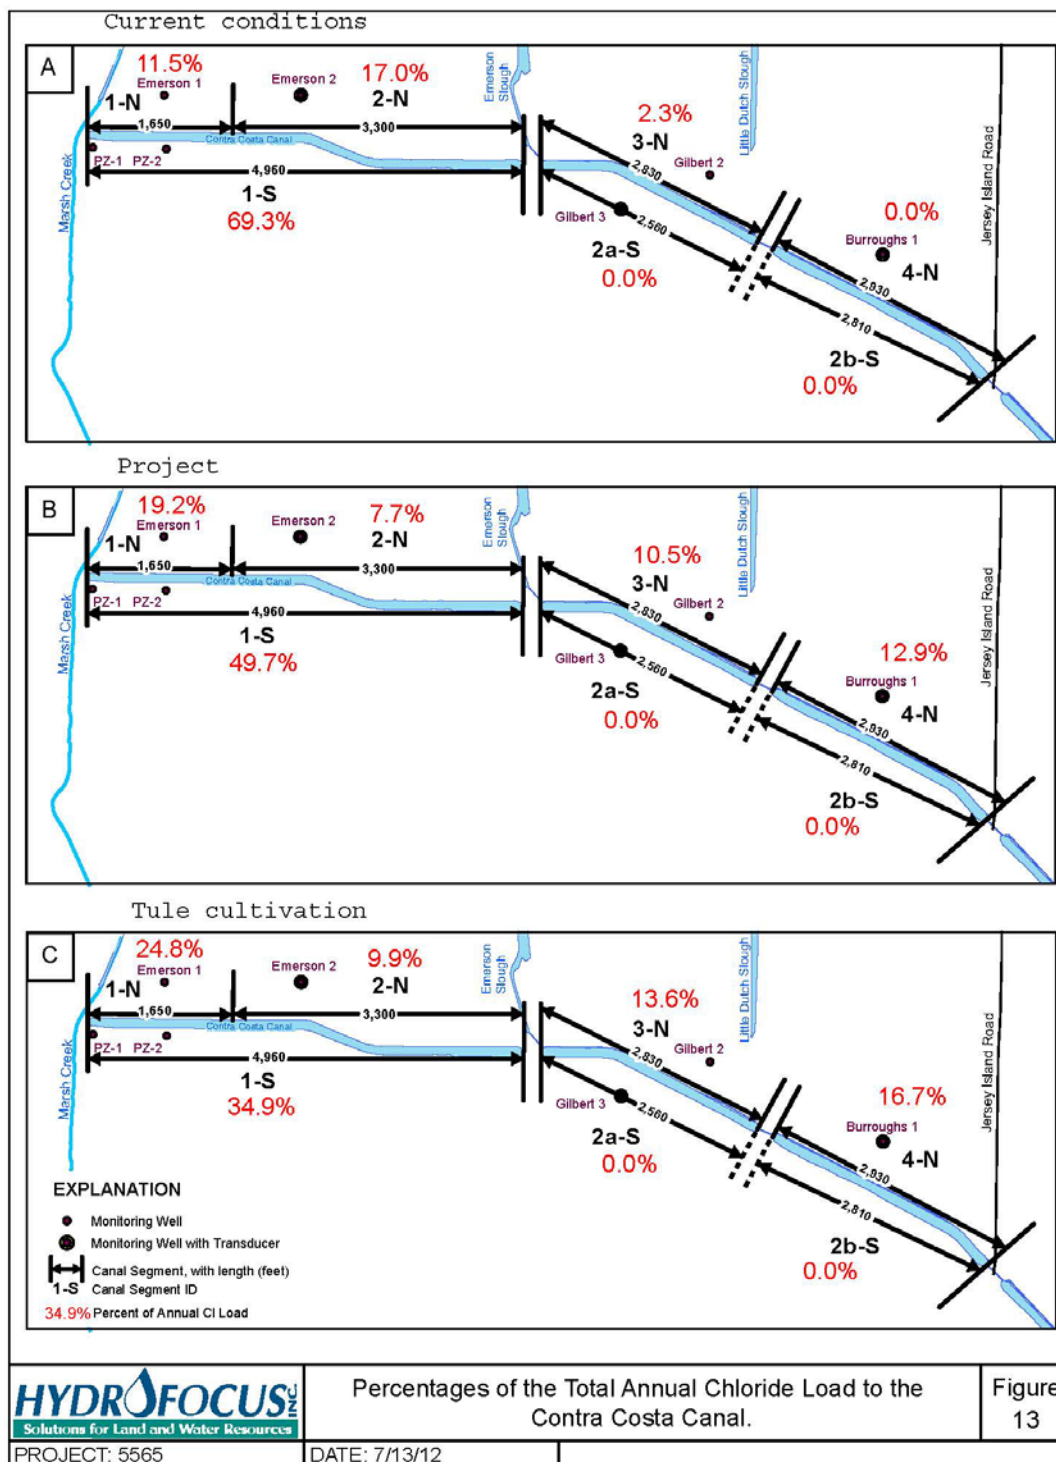 Current conditions
A
11.5%
Emerson 1
1-N
Emerson 2
17.0%
2-N
Emerson Slough
Little Dutch Slough
2.3%
3-N
Gilbert 2
1,650
3,300
Contra Costa Canal
PZ-1 PZ-2
4,960
1-S
69.3%
Marsh Creek
2,830
Gilbert 3
2,560
2a-S
0.0%
0.0%
Burroughs 1
4-N
2,930
2,810
2b-S
0.0%
Jersey Island Road
Project
B
19.2%
Emerson 1
1-N
Emerson 2
7.7%
2-N
Emerson Slough
Little Dutch Slough
10.5%
3-N
Gilbert 2
1,650
3,300
Contra Costa Canal
PZ-1 PZ-2
4,960
1-S
49.7%
Marsh Creek
2,830
Gilbert 3
2,560
2a-S
0.0%
12.9%
Burroughs 1
4-N
2,930
2,810
2b-S
0.0%
Jersey Island Road
Tule cultivation
C
24.8%
Emerson 1
1-N
Emerson 2
9.9%
2-N
Emerson Slough
Little Dutch Slough
13.6%
3-N
Gilbert 2
1,650
3,300
Contra Costa Canal
PZ-1 PZ-2
4,960
1-S
34.9%
Marsh Creek
2,830
Gilbert 3
2,560
2a-S
0.0%
16.7%
Burroughs 1
4-N
2,930
2,810
2b-S
0.0%
Jersey Island Road
EXPLANATION
Monitoring Well
Monitoring Well with Transducer
Canal Segment, with length (feet)
1-S Canal Segment ID
34.9% Percent of Annual Cl Load
HYDROFOCUS INC.
Solutions for Land and Water Resources
Percentages of the Total Annual Chloride Load to the
Contra Costa Canal.
Figure
13
PROJECT: 5565
DATE: 7/13/12